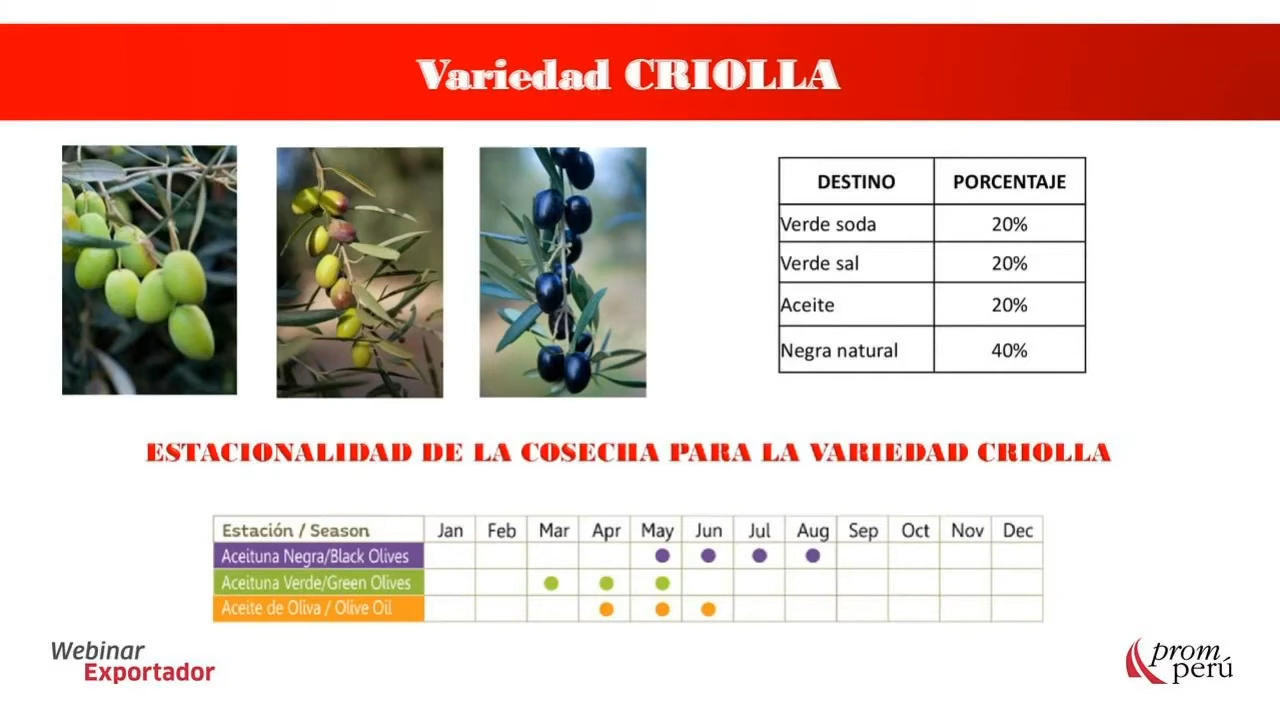 Variedad CRIOLLA
DESTINO PORCENTAJE
Verde soda 20%
Verde sal 20%
Aceite 20%
Negra natural 40%
ESTACIONALIDAD DE LA COSECHA PARA LA VARIEDAD CRIOLLA
Estación / Season Jan Feb Mar Apr May Jun Jul Aug Sep Oct Nov Dec
Aceituna Negra/Black Olives
Aceituna Verde/Green Olives
Aceite de Oliva / Olive Oil
Webinar
Exportador
prom
perú